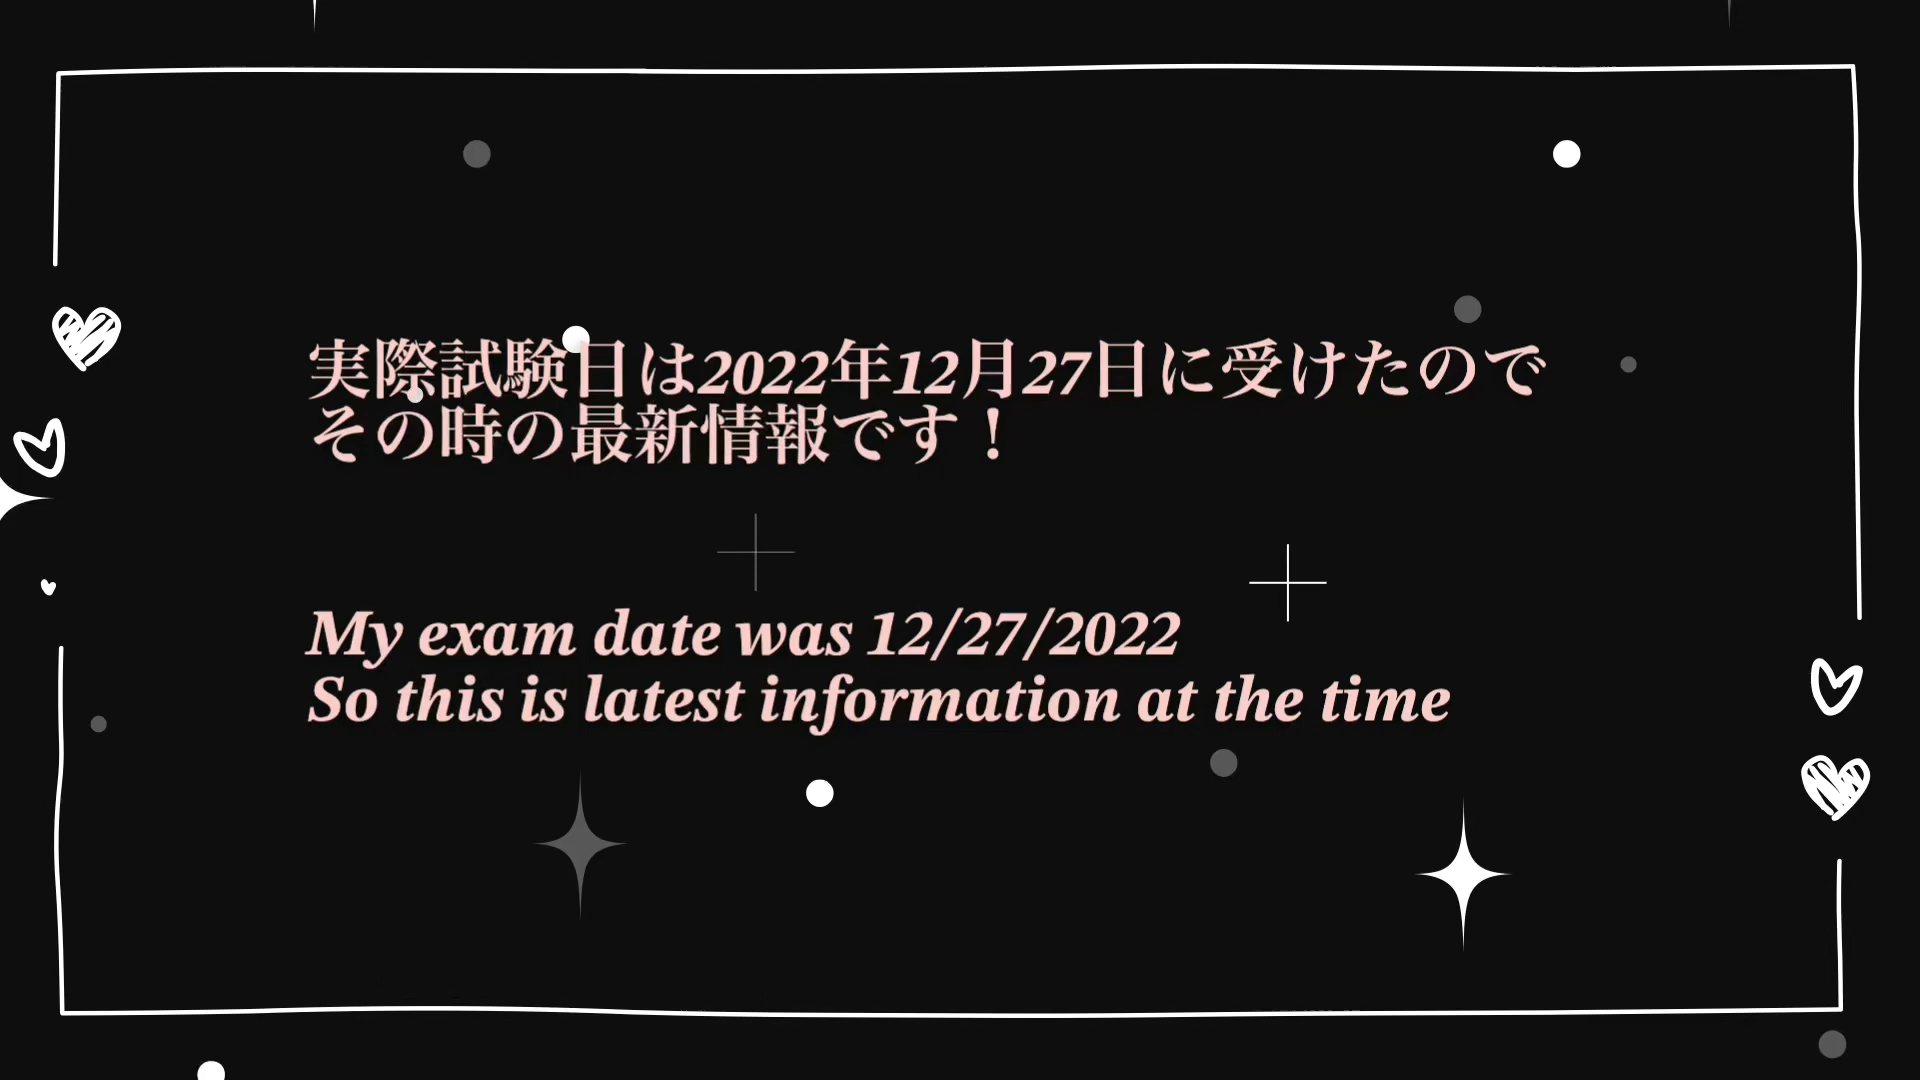 実際試験日は2022年12月27日に受けたので
その時の最新情報です！
My exam date was 12/27/2022
So this is latest information at the time